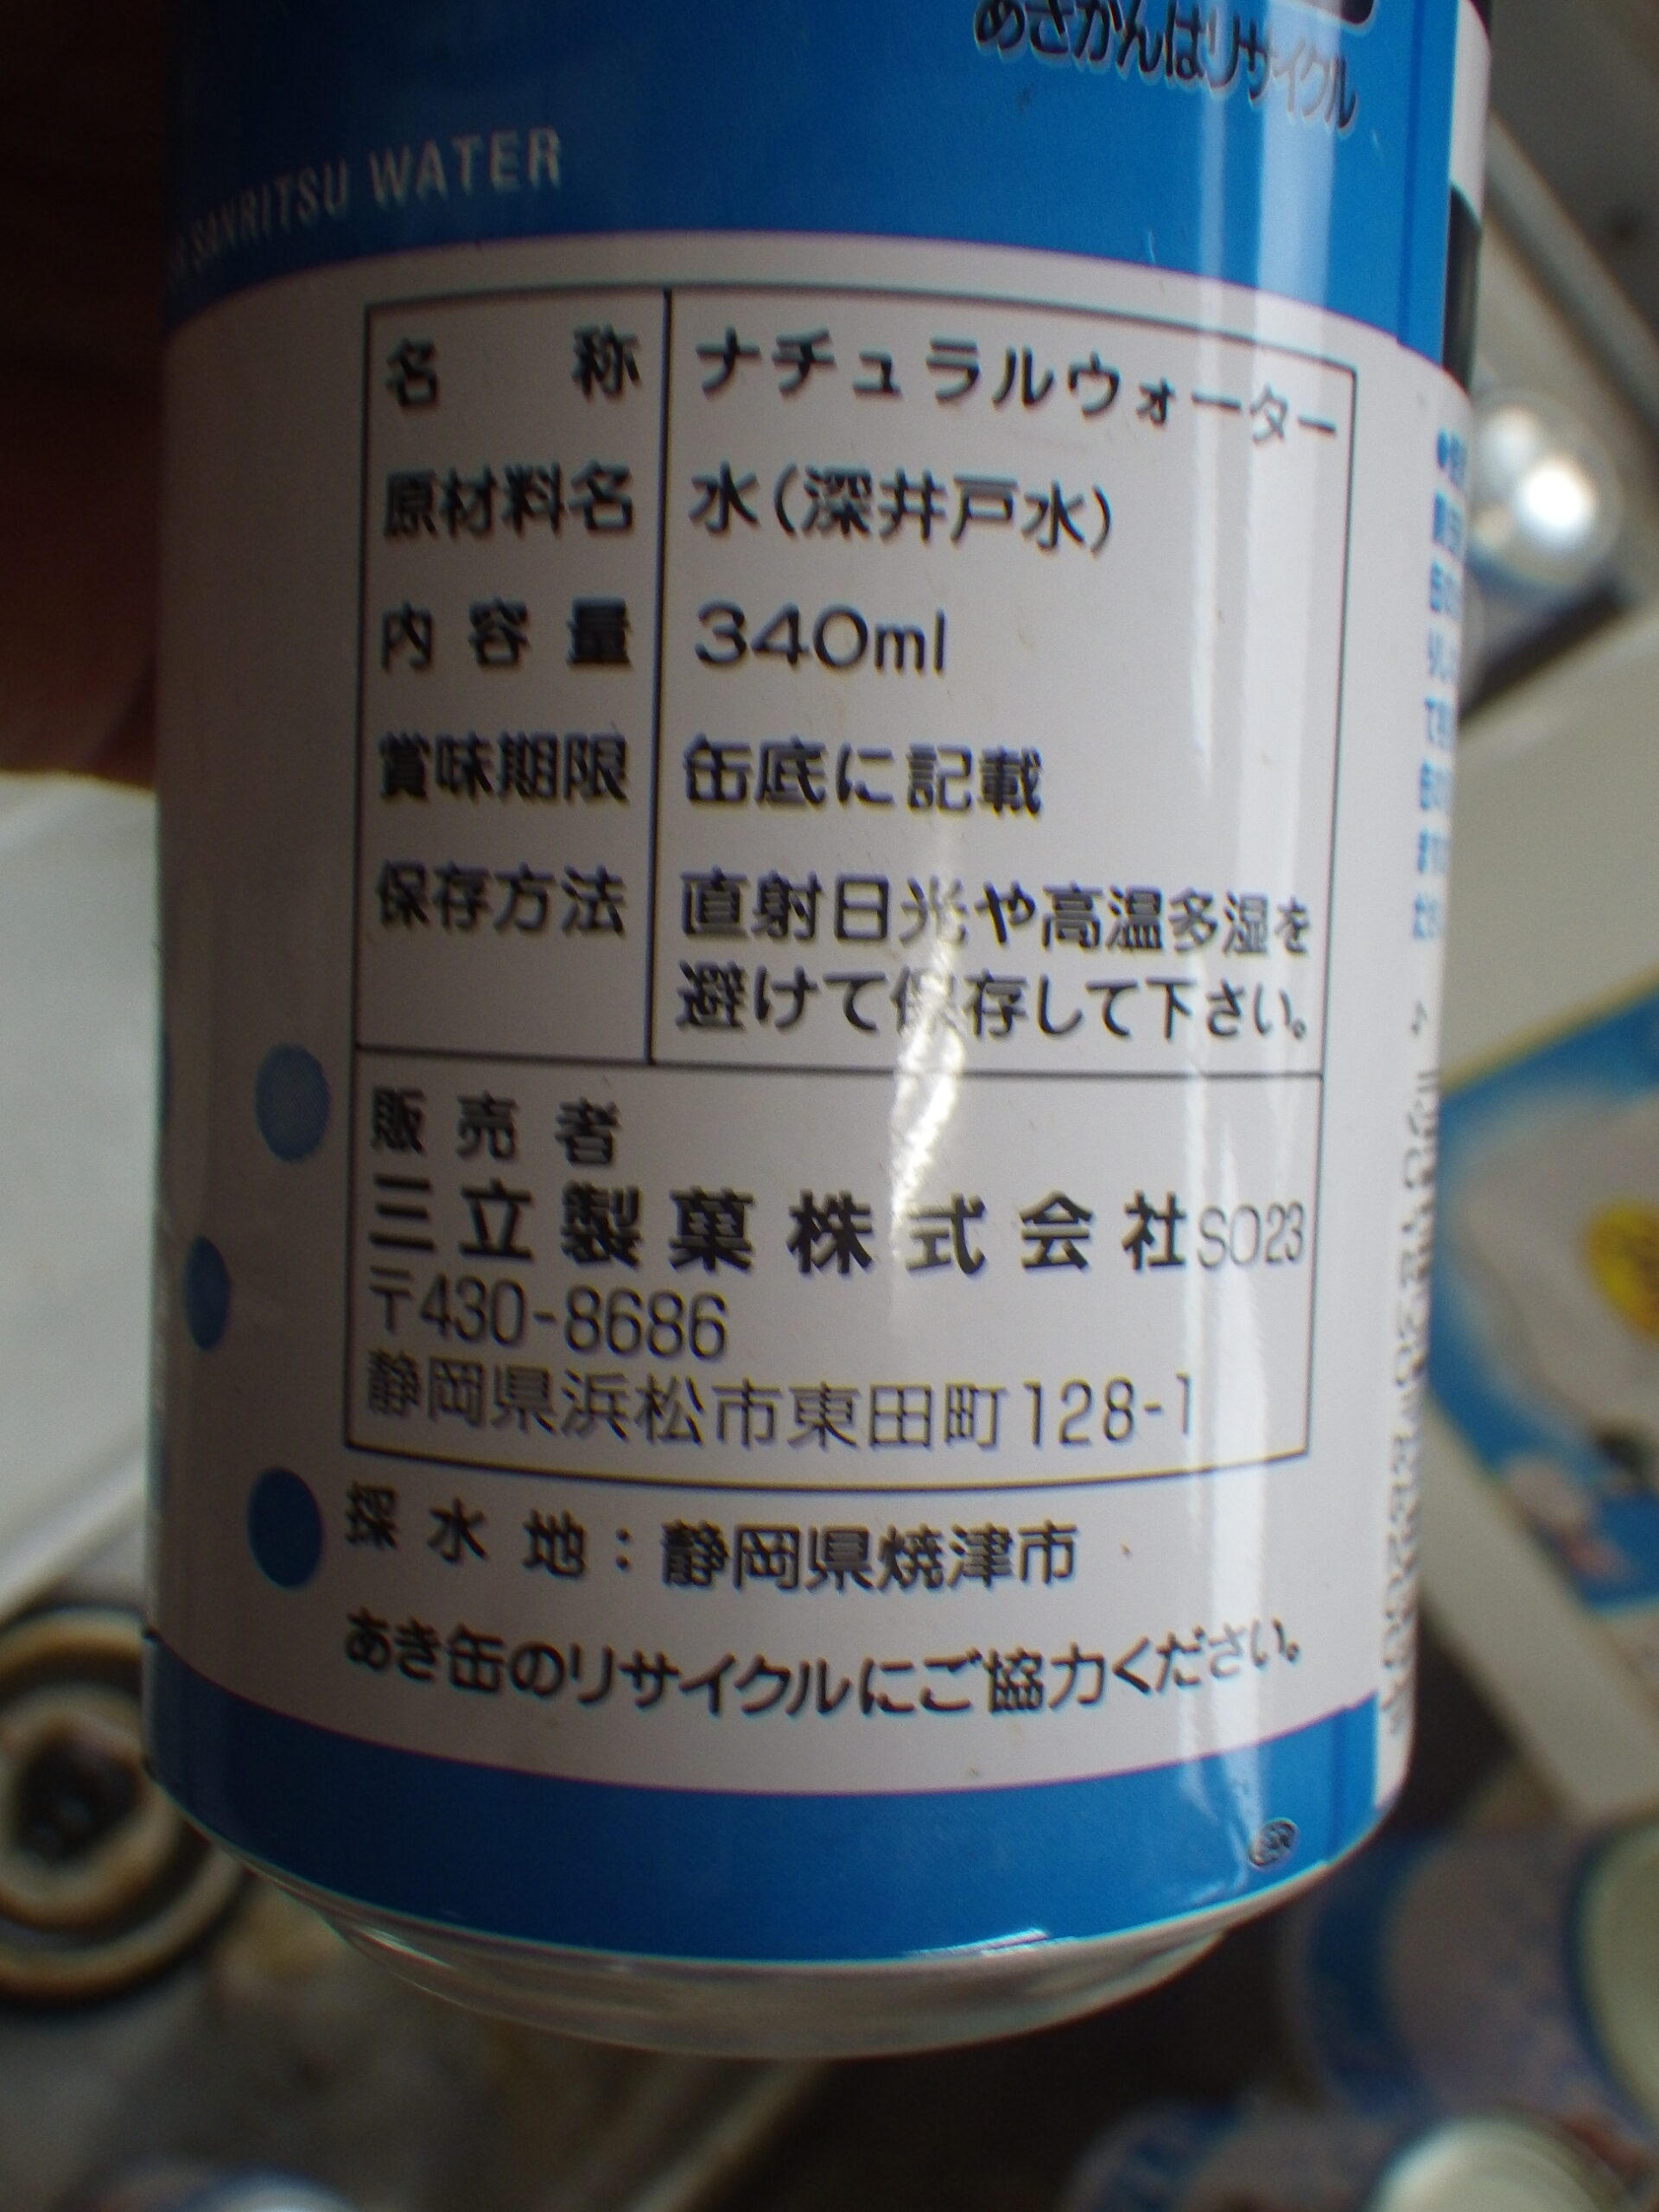 あきかんはリサイクル
SANRITSU WATER
名称 ナチュラルウォーター
原材料名 水(深井戸水)
内容量 340ml
賞味期限 缶底に記載
保存方法 直射日光や高温多湿を
避けて保存して下さい。
販売者
三立製菓株式会社SO23
〒430-8686
静岡県浜松市東田町128-1
採水地:静岡県焼津市
あき缶のリサイクルにご協力ください。